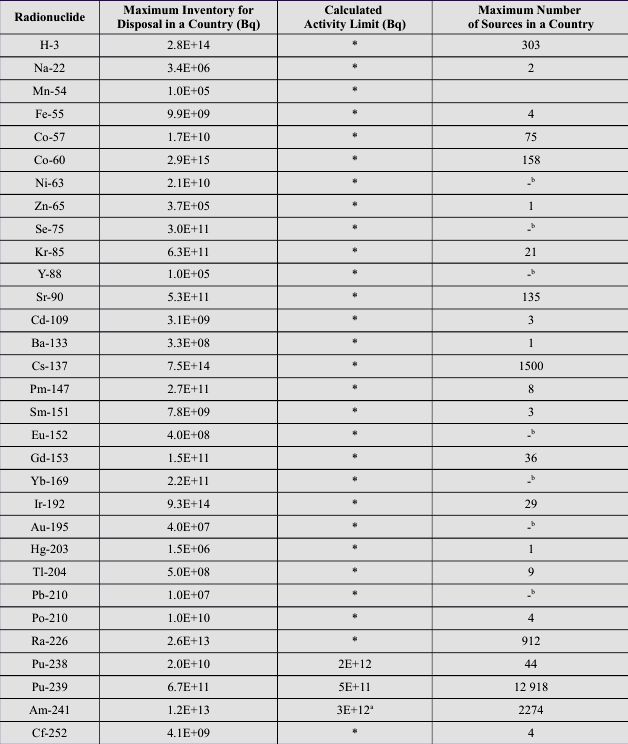 Radionuclide Maximum Inventory for Disposal in a Country (Bq) Calculated Activity Limit (Bq) Maximum Number of Sources in a Country
H-3 2.8E+14 * 303
Na-22 3.4E+06 * 2
Mn-54 1.0E+05 *
Fe-55 9.9E+09 * 4
Co-57 1.7E+10 * 75
Co-60 2.9E+15 * 158
Ni-63 2.1E+10 * -b
Zn-65 3.7E+05 * 1
Se-75 3.0E+11 * -b
Kr-85 6.3E+11 * 21
Y-88 1.0E+05 * -b
Sr-90 5.3E+11 * 135
Cd-109 3.1E+09 * 3
Ba-133 3.3E+08 * 1
Cs-137 7.5E+14 * 1500
Pm-147 2.7E+11 * 8
Sm-151 7.8E+09 * 3
Eu-152 4.0E+08 * -b
Gd-153 1.5E+11 * 36
Yb-169 2.2E+11 * -b
Ir-192 9.3E+14 * 29
Au-195 4.0E+07 * -b
Hg-203 1.5E+06 * 1
Tl-204 5.0E+08 * 9
Pb-210 1.0E+07 * -b
Po-210 1.0E+10 * 4
Ra-226 2.6E+13 * 912
Pu-238 2.0E+10 2E+12 44
Pu-239 6.7E+11 5E+11 12 918
Am-241 1.2E+13 3E+12a 2274
Cf-252 4.1E+09 * 4